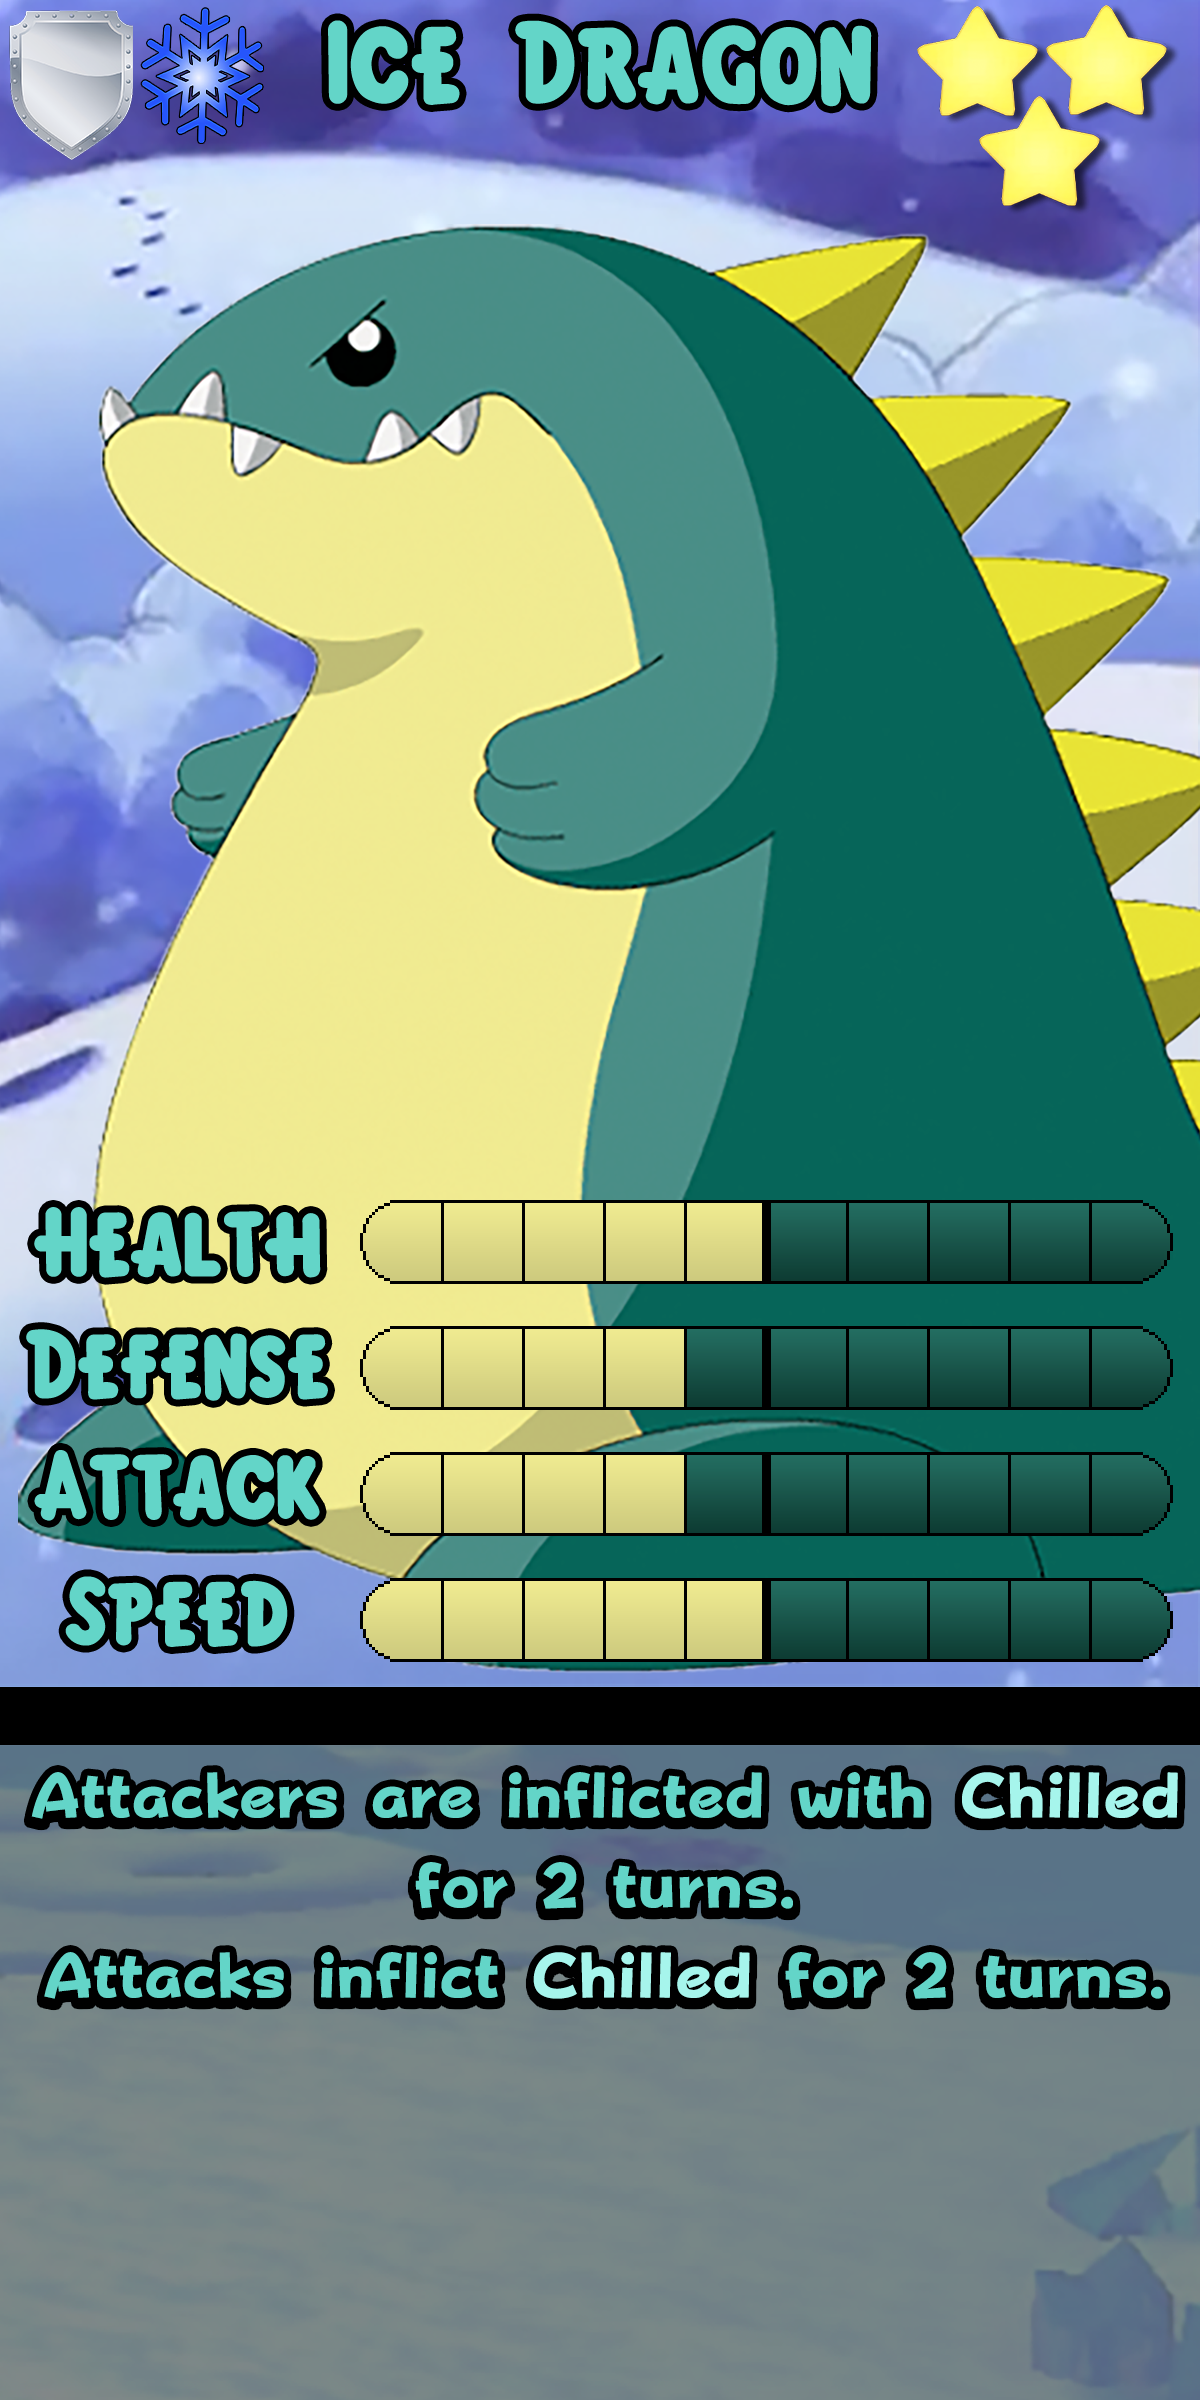 ICE DRAGON
HEALTH
DEFENSE
ATTACK
SPEED
Attackers are inflicted with Chilled
for 2 turns.
Attacks inflict Chilled for 2 turns.